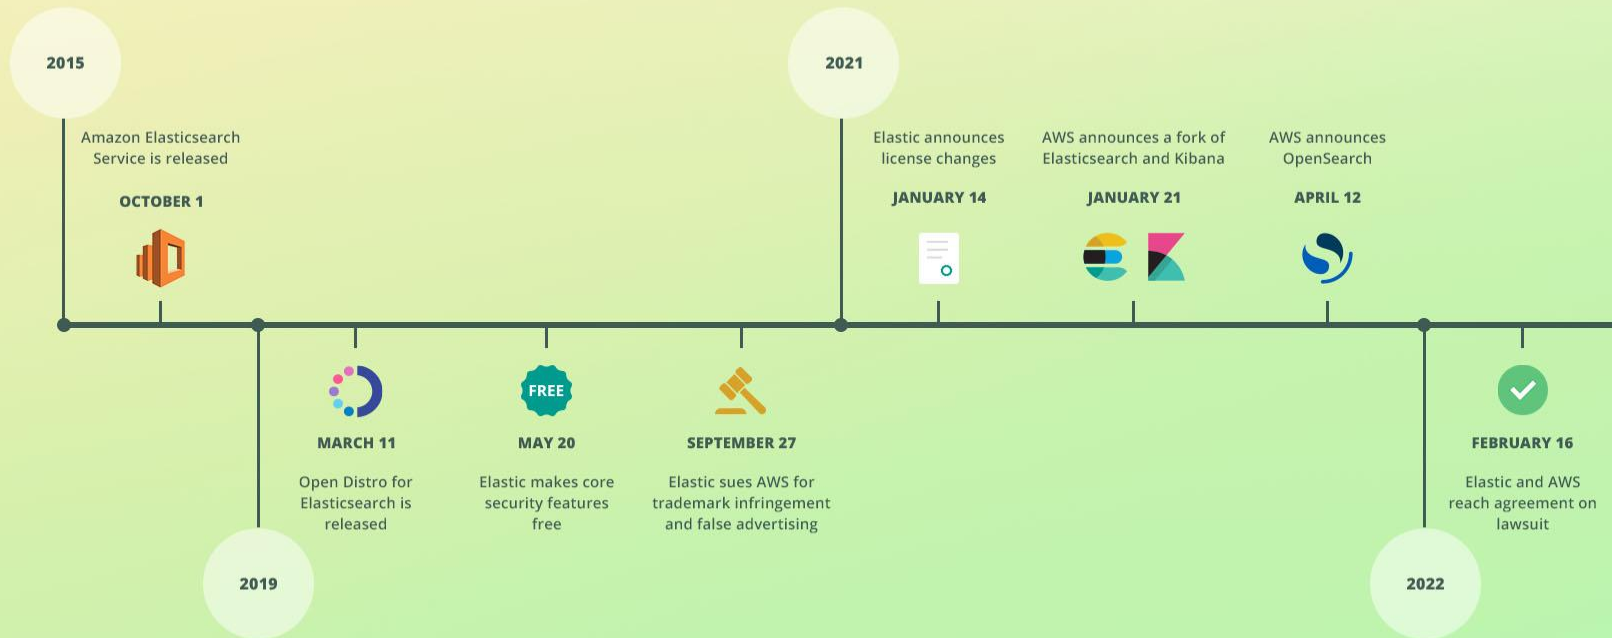 2015
Amazon Elasticsearch
Service is released
OCTOBER 1
2019
MARCH 11
Open Distro for
Elasticsearch is
released
FREE
MAY 20
Elastic makes core
security features
free
SEPTEMBER 27
Elastic sues AWS for
trademark infringement
and false advertising
2021
Elastic announces
license changes
JANUARY 14
AWS announces a fork of
Elasticsearch and Kibana
JANUARY 21
AWS announces
OpenSearch
APRIL 12
2022
FEBRUARY 16
Elastic and AWS
reach agreement on
lawsuit